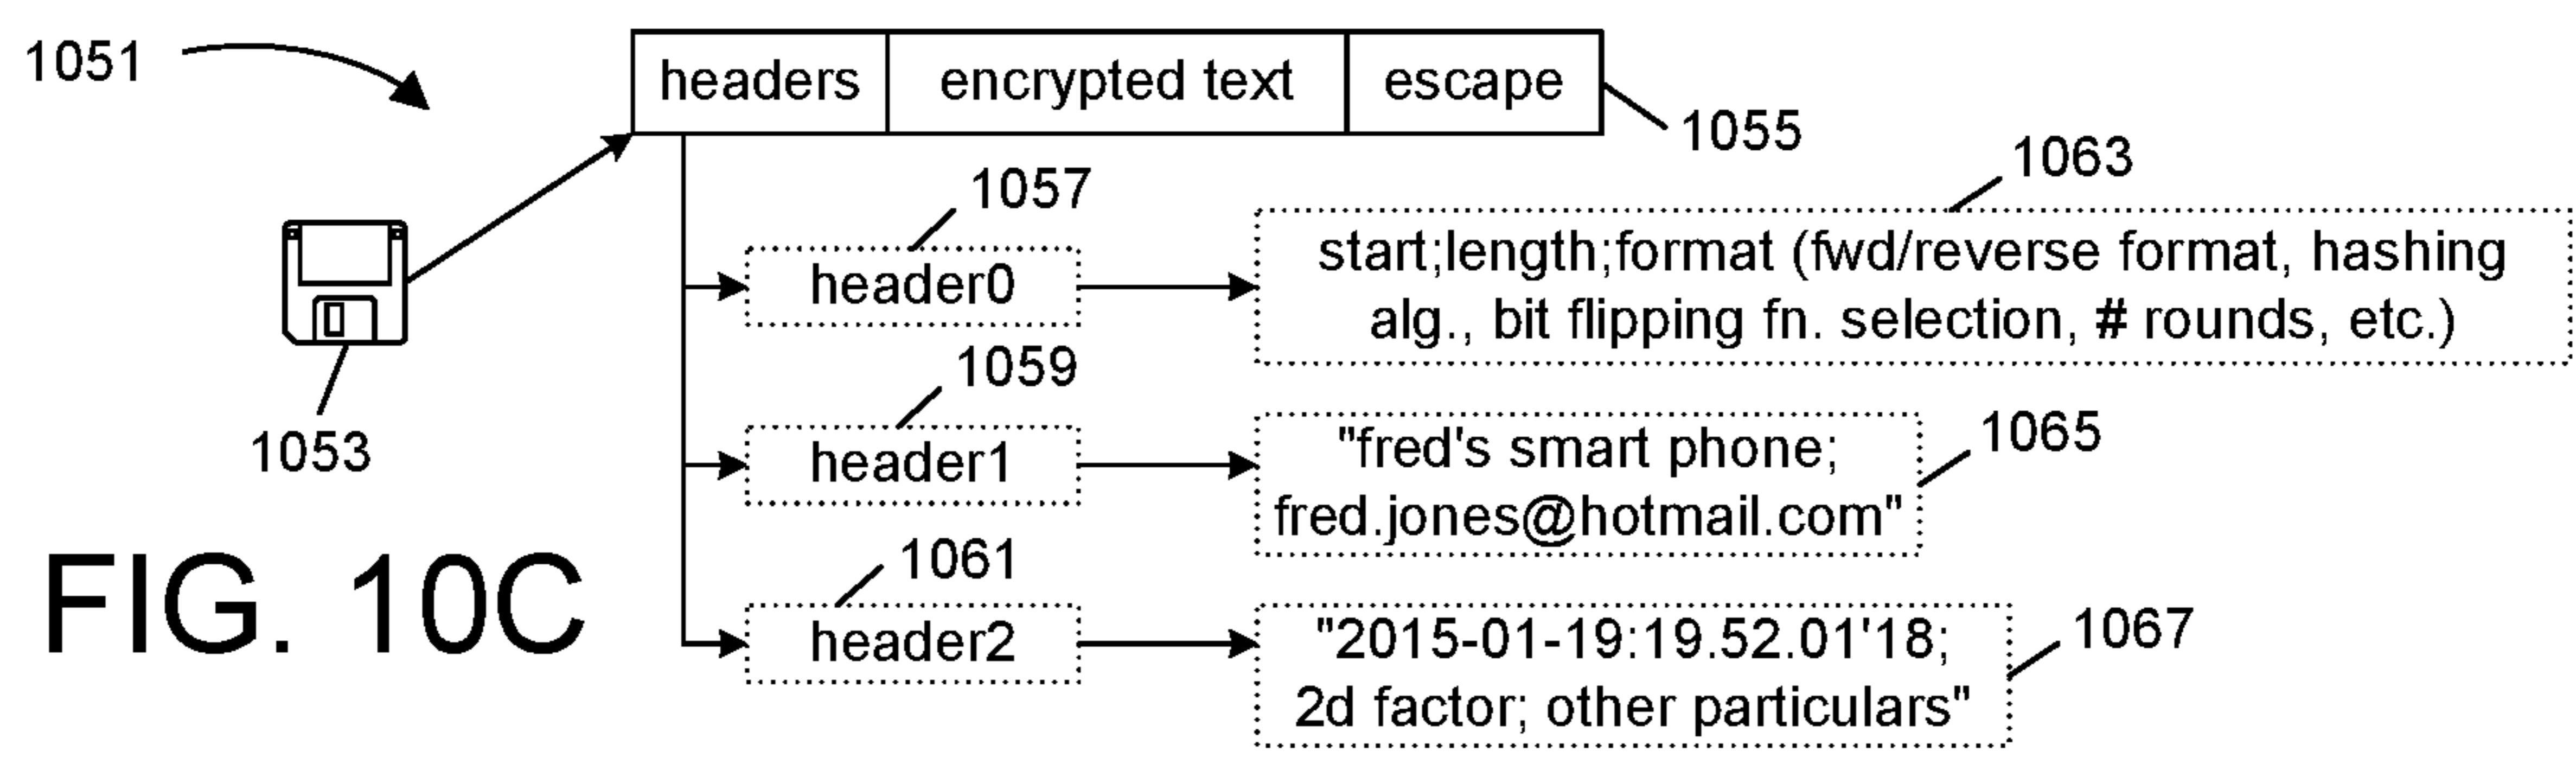 1051
headers encrypted text escape
1055
1063
1057
start;length;format (fwd/reverse format, hashing
header0
alg., bit flipping fn. selection, # rounds, etc.)
1059
1053
header1
"fred's smart phone;
fred.jones@hotmail.com"
1065
1061
FIG. 10C
header2
"2015-01-19:19.52.01'18;
2d factor; other particulars"
1067